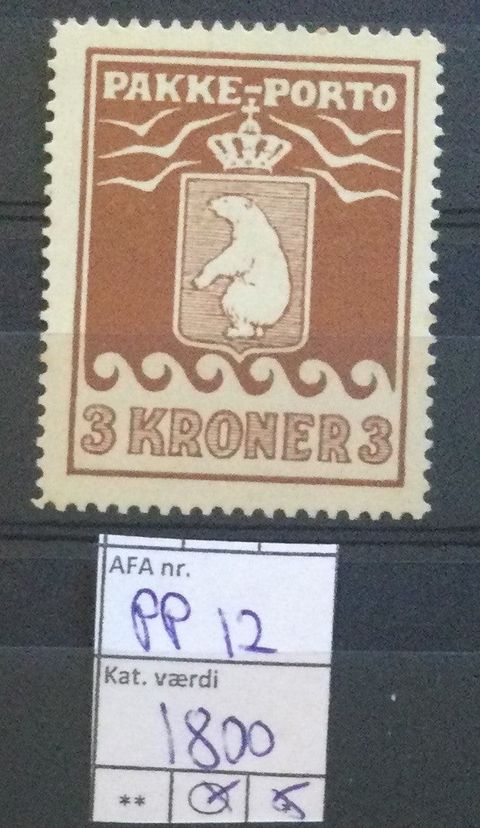 PAKKE-PORTO
3 KRONER 3
AFA nr.
PP 12
Kat. værdi
1800
**